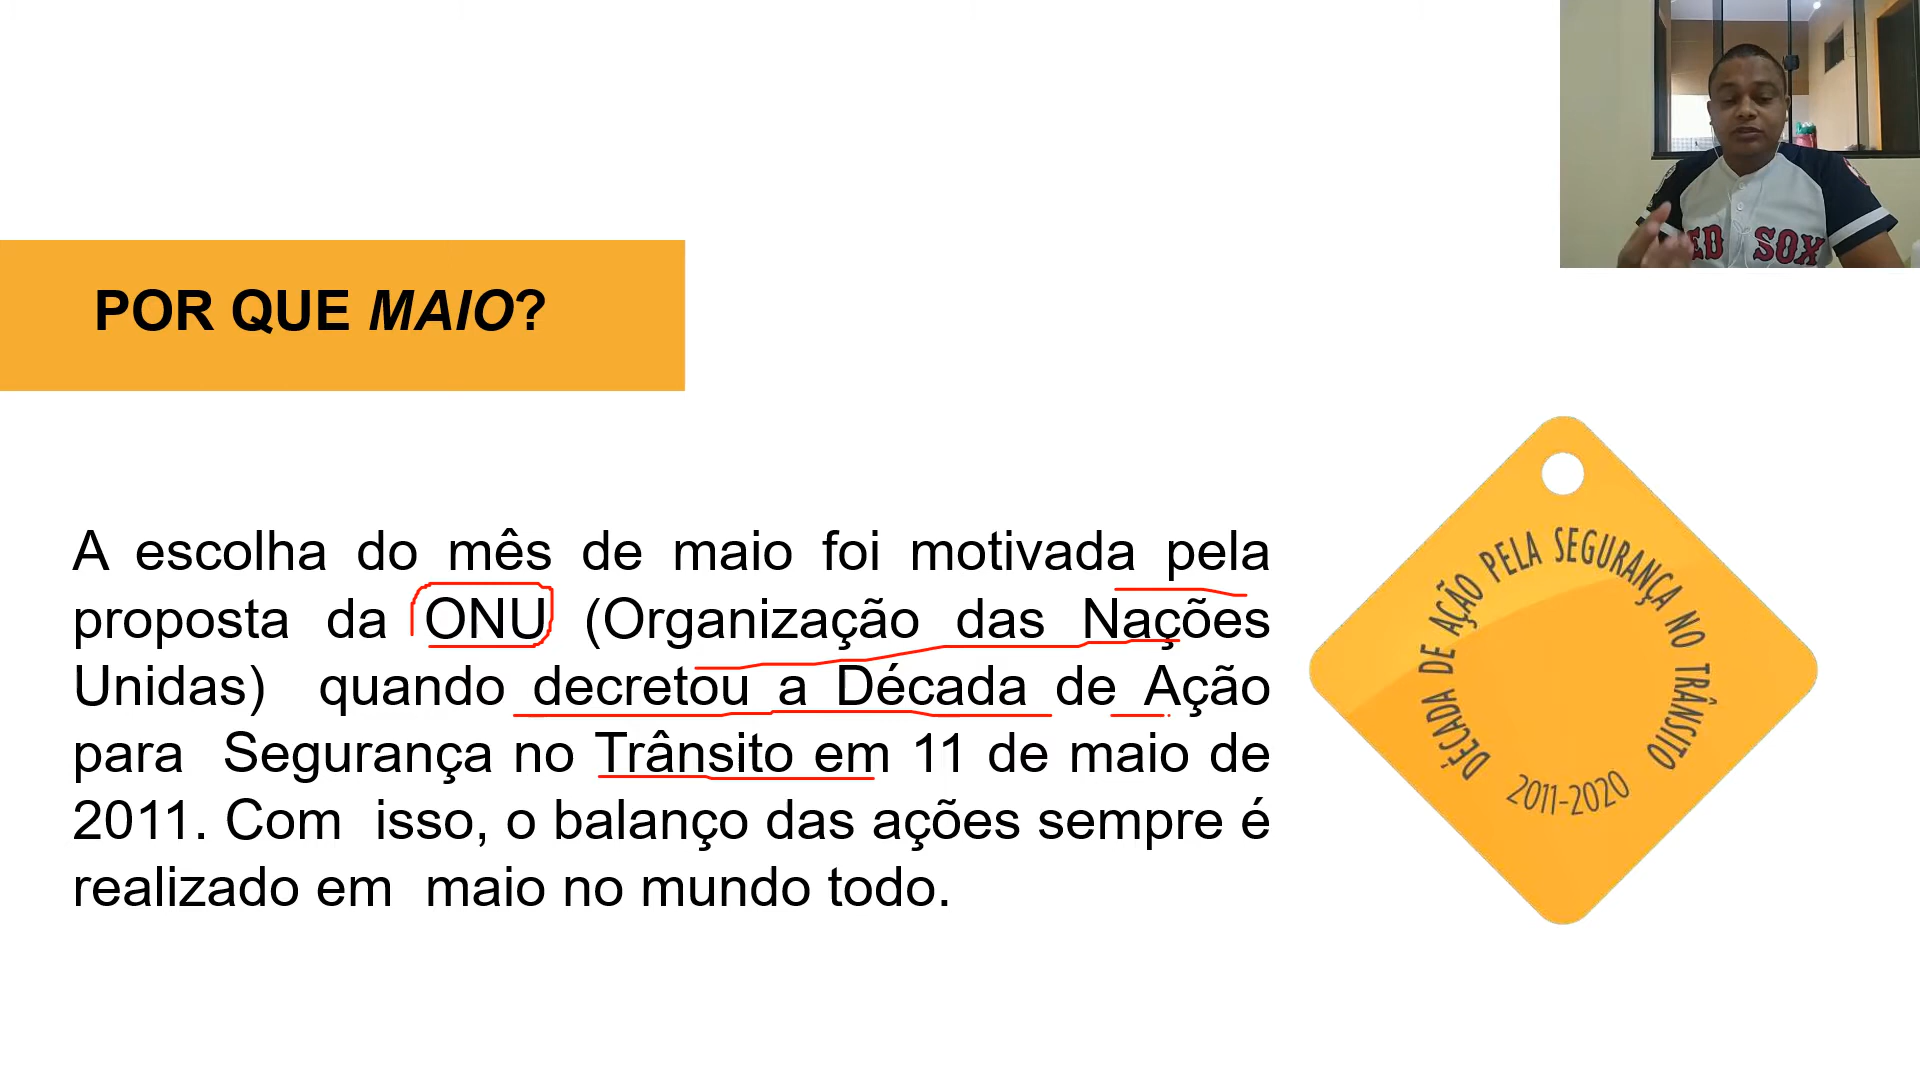 POR QUE MAIO?
A escolha do mês de maio foi motivada pela
proposta da ONU (Organização das Nações
Unidas) quando decretou a Década de Ação
para Segurança no Trânsito em 11 de maio de
2011. Com isso, o balanço das ações sempre é
realizado em maio no mundo todo.
DÉCADA DE AÇÃO PELA SEGURANÇA NO TRÂNSITO
2011-2020
ED SOX